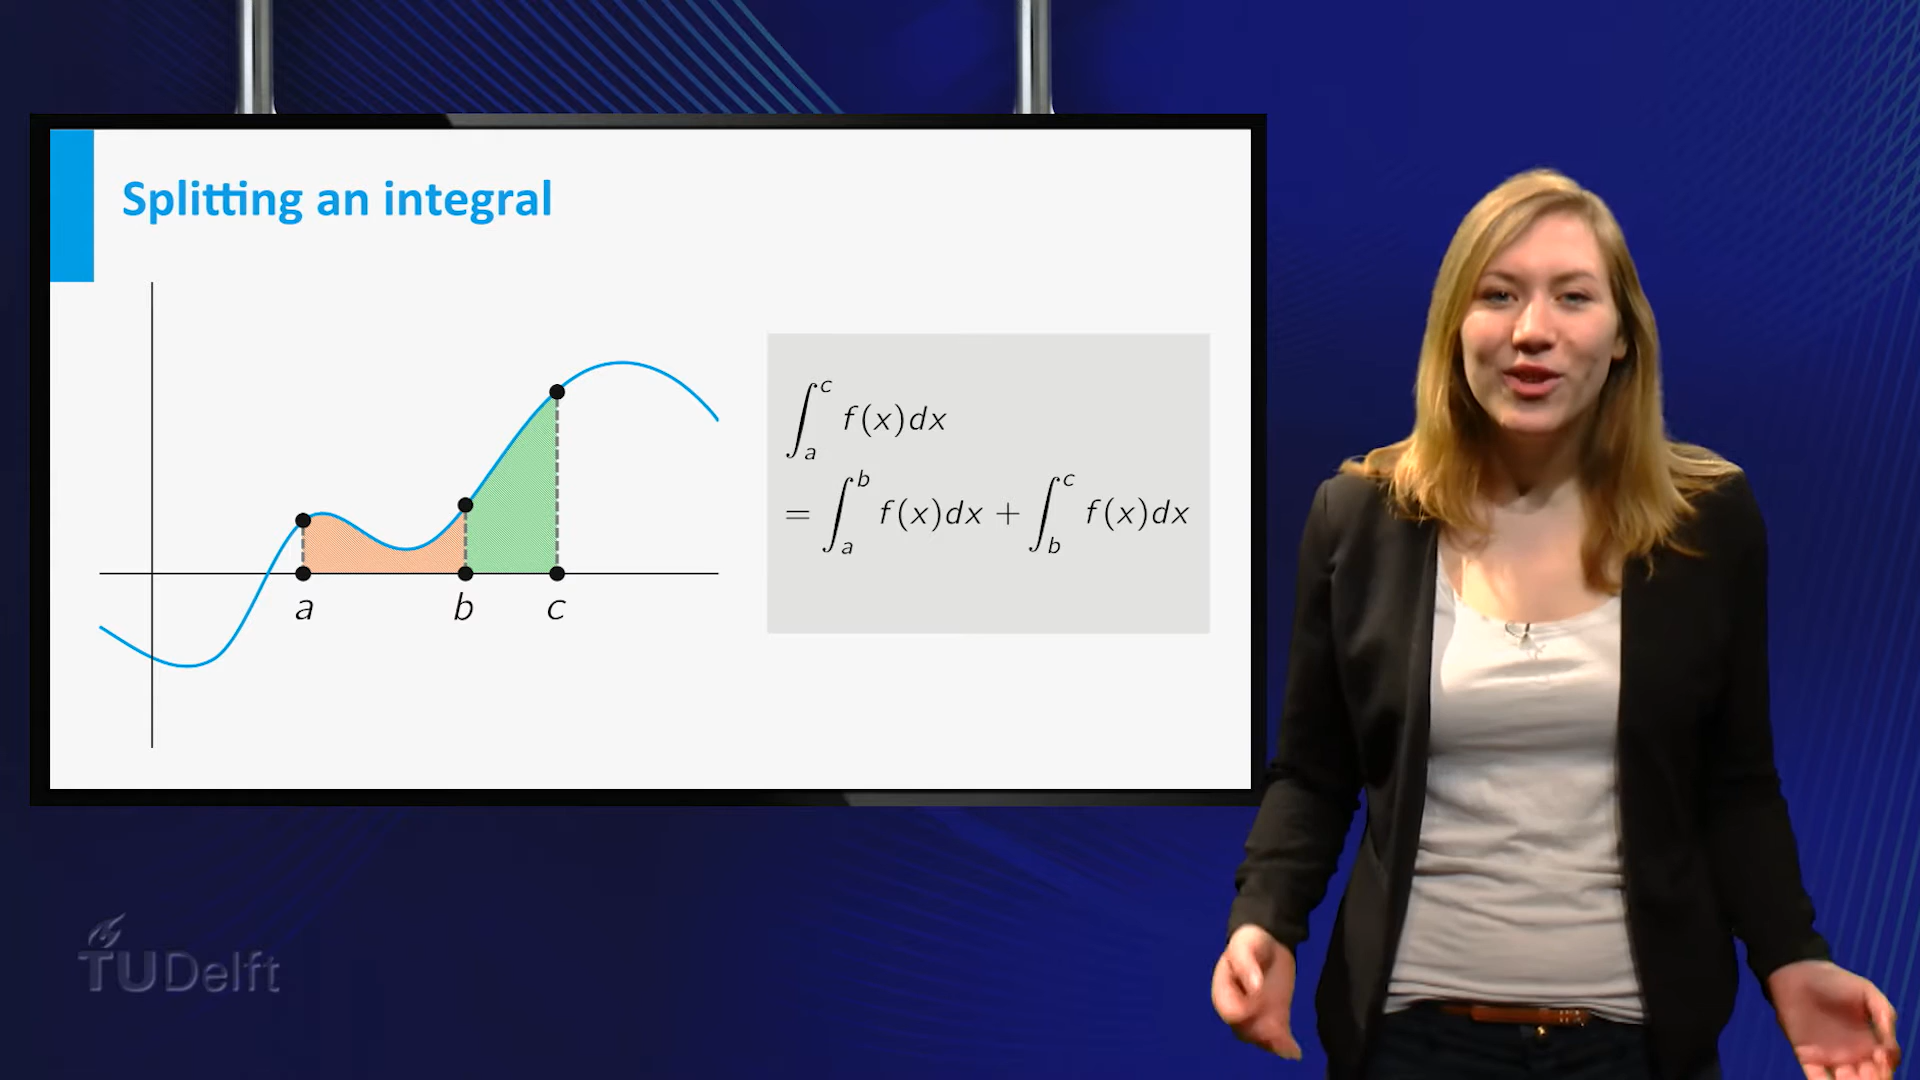 Splitting an integral
∫_a^c f(x)dx
= ∫_a^b f(x)dx + ∫_b^c f(x)dx
a b c
TUDelft